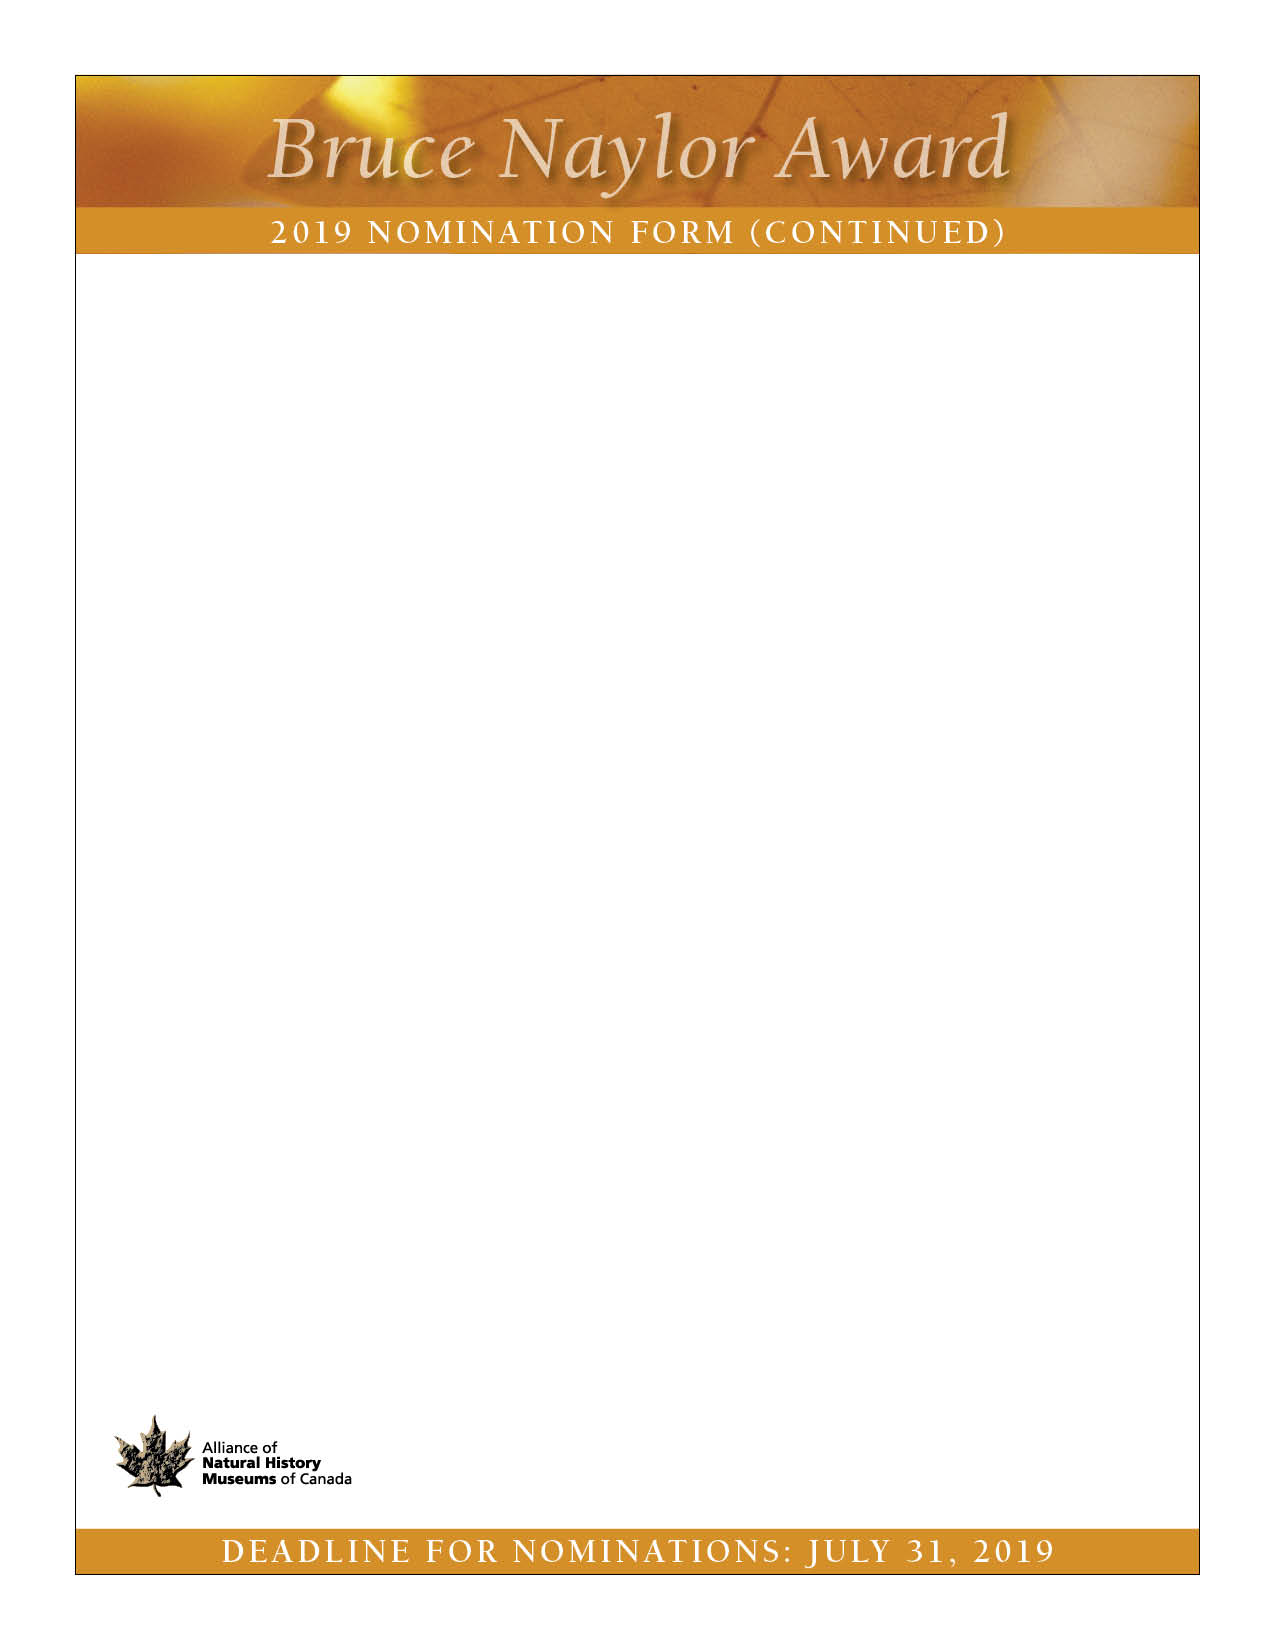 Bruce Naylor Award
2019 NOMINATION FORM (CONTINUED)
Alliance of
Natural History
Museums of Canada
DEADLINE FOR NOMINATIONS: JULY 31, 2019